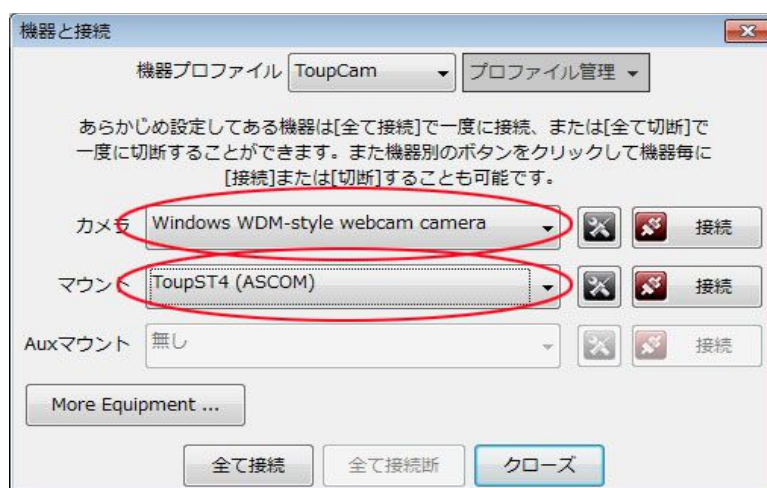 機器と接続
機器プロファイル ToupCam プロファイル管理
あらかじめ設定してある機器は[全て接続]で一度に接続、または[全て切断]で
一度に切断することができます。また機器別のボタンをクリックして機器毎に
[接続]または[切断]することも可能です。
カメラ Windows WDM-style webcam camera 接続
マウント ToupST4 (ASCOM) 接続
Auxマウント 無し 接続
More Equipment ...
全て接続 全て接続断 クローズ